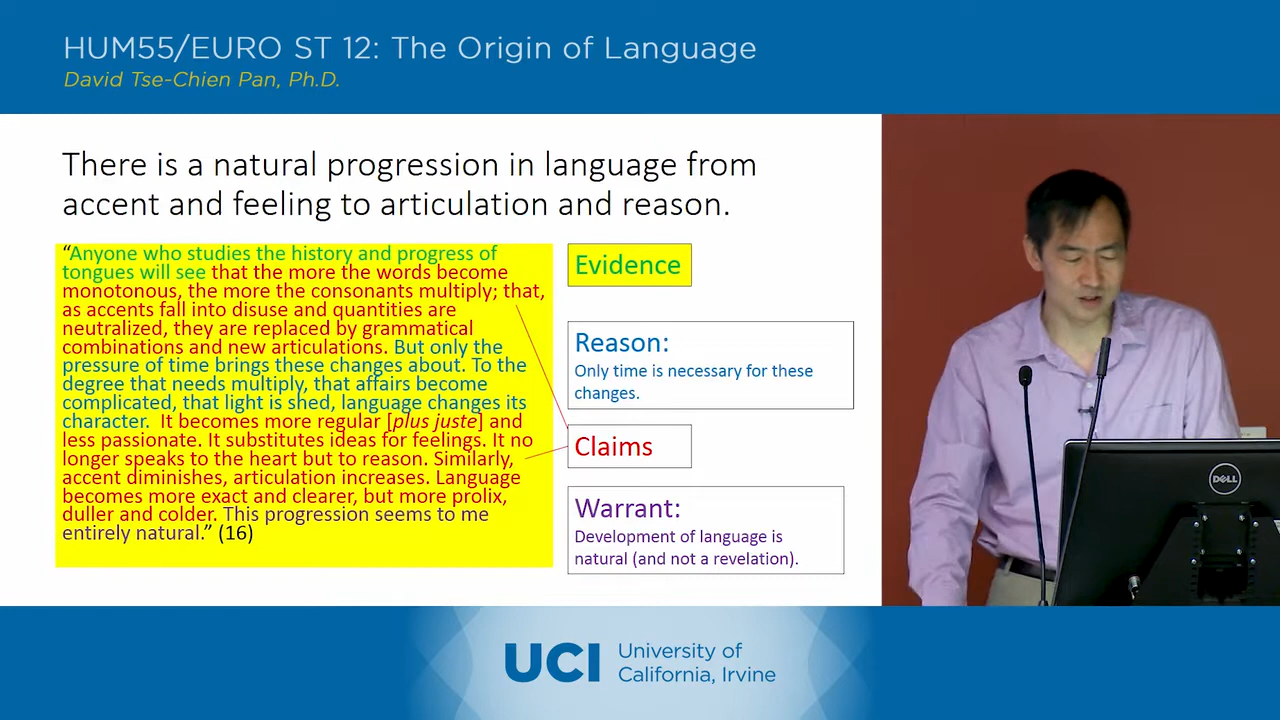 HUM55/EURO ST 12: The Origin of Language
David Tse-Chien Pan, Ph.D.
There is a natural progression in language from
accent and feeling to articulation and reason.
“Anyone who studies the history and progress of
tongues will see that the more the words become
monotonous, the more the consonants multiply; that,
as accents fall into disuse and quantities are
neutralized, they are replaced by grammatical
combinations and new articulations. But only the
pressure of time brings these changes about. To the
degree that needs multiply, that affairs become
complicated, that light is shed, language changes its
character.  It becomes more regular [plus juste] and
less passionate. It substitutes ideas for feelings. It no
longer speaks to the heart but to reason. Similarly,
accent diminishes, articulation increases. Language
becomes more exact and clearer, but more prolix,
duller and colder. This progression seems to me
entirely natural.” (16)
Evidence
Reason:
Only time is necessary for these
changes.
Claims
Warrant:
Development of language is
natural (and not a revelation).
DELL
UCI University of
California, Irvine